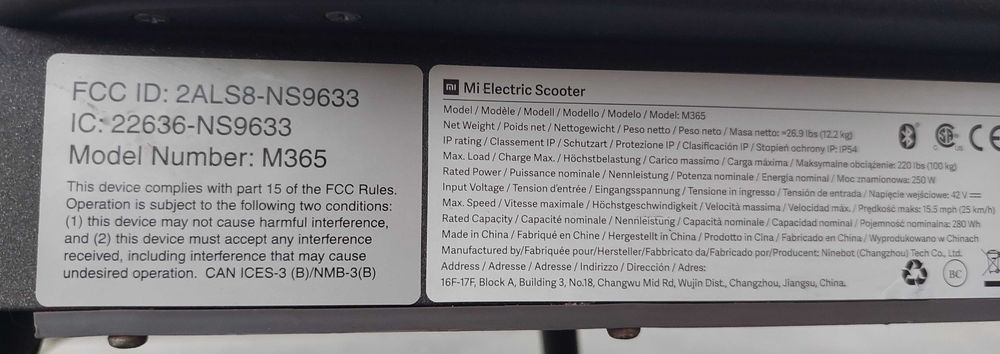 FCC ID: 2ALS8-NS9633
IC: 22636-NS9633
Model Number: M365
This device complies with part 15 of the FCC Rules.
Operation is subject to the following two conditions:
(1) this device may not cause harmful interference,
and (2) this device must accept any interference
received, including interference that may cause
undesired operation. CAN ICES-3 (B)/NMB-3(B)
mi Mi Electric Scooter
Model / Modèle / Modell / Modello / Modelo / Model: M365
Net Weight / Poids net / Nettogewicht / Peso netto / Peso neto / Masa netto: ≈26.9 lbs (12.2 kg)
IP rating / Classement IP / Schutzart / Protezione IP / Clasificación IP / Stopień ochrony IP: IP54
Max. Load / Charge Max. / Höchstbelastung / Carico massimo / Carga máxima / Maksymalne obciążenie: 220 lbs (100 kg)
Rated Power / Puissance nominale / Nennleistung / Potenza nominale / Energía nominal / Moc znamionowa: 250 W
Input Voltage / Tension d'entrée / Eingangsspannung / Tensione in ingresso / Tensión de entrada / Napięcie wejściowe: 42 V⎓
Max. Speed / Vitesse maximale / Höchstgeschwindigkeit / Velocità massima / Velocidad máx. / Prędkość maks: 15.5 mph (25 km/h)
Rated Capacity / Capacité nominale / Nennleistung / Capacità nominale / Capacidad nominal / Pojemność nominalna: 280 Wh
Made in China / Fabriqué en Chine / Hergestellt in China / Prodotto in Cina / Fabricado en China / Wyprodukowano w Chinach
Manufactured by/Fabriquée pour/Hersteller/Fabbricato da/Fabricado por/Producent: Ninebot (Changzhou) Tech Co., Ltd.
Address / Adresse / Adresse / Indirizzo / Dirección / Adres:
16F-17F, Block A, Building 3, No.18, Changwu Mid Rd, Wujin Dist., Changzhou, Jiangsu, China.
C US
CE
BC